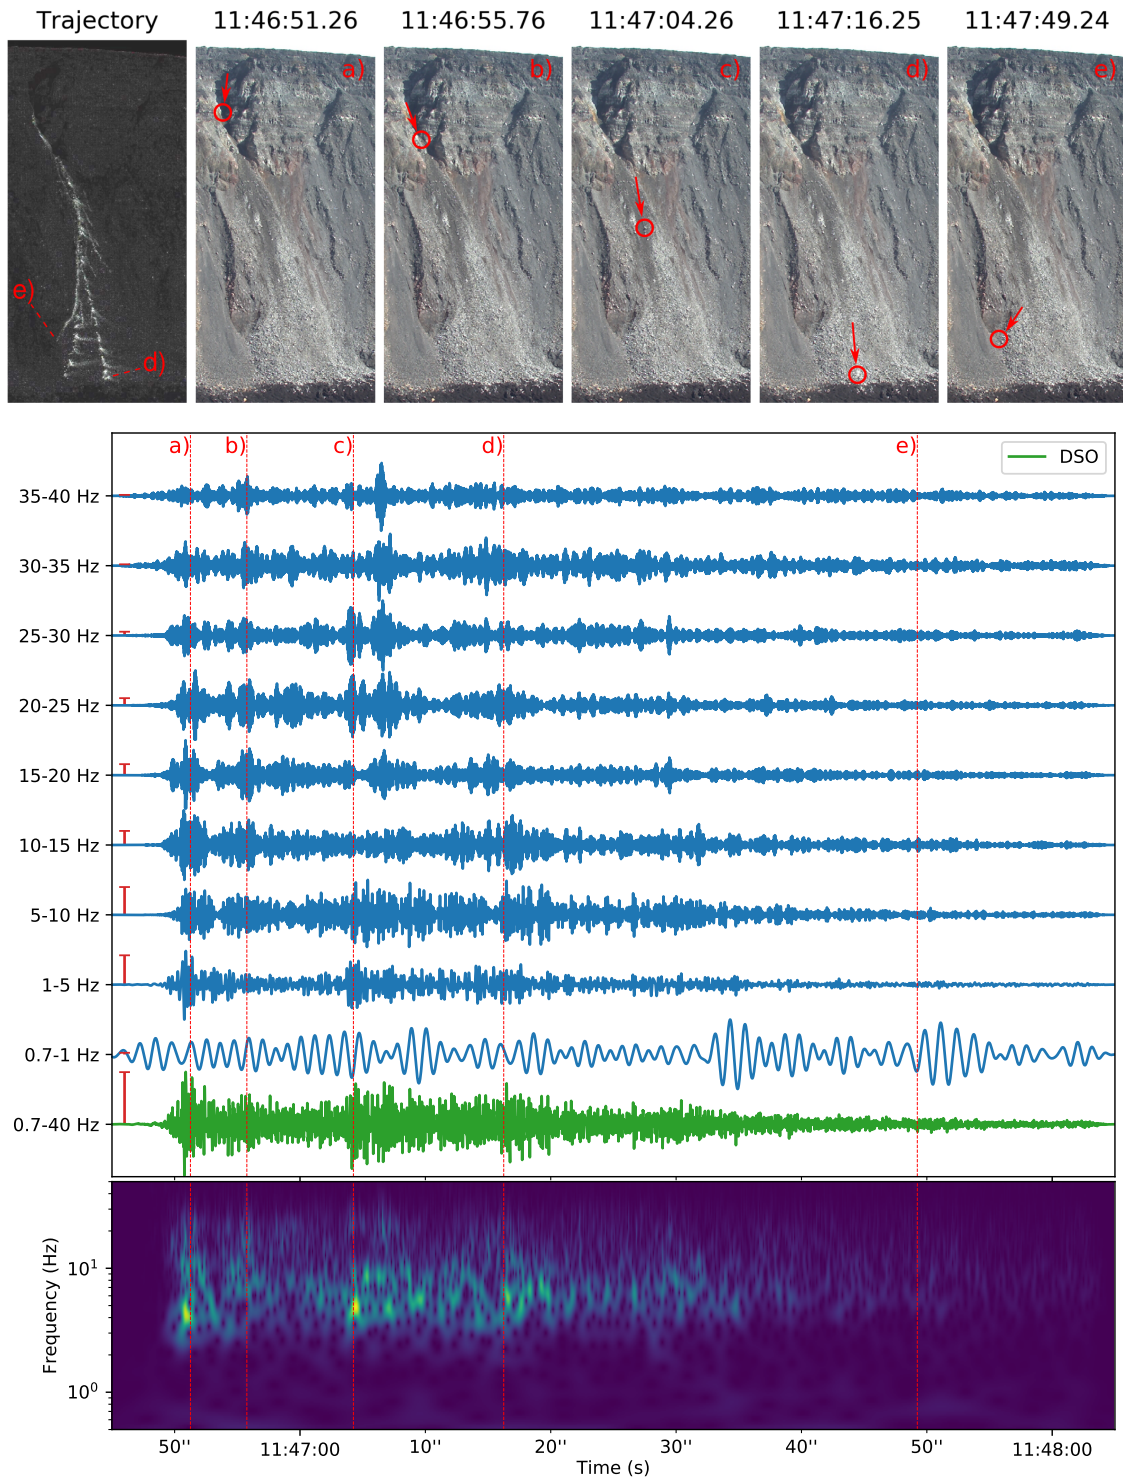 Trajectory 11:46:51.26 11:46:55.76 11:47:04.26 11:47:16.25 11:47:49.24
a) b) c) d) e)
e)
d)
a) b) c) d) e)
DSO
35-40 Hz
30-35 Hz
25-30 Hz
20-25 Hz
15-20 Hz
10-15 Hz
5-10 Hz
1-5 Hz
0.7-1 Hz
0.7-40 Hz
Frequency (Hz)
10¹
10⁰
50'' 11:47:00 10'' 20'' 30'' 40'' 50'' 11:48:00
Time (s)